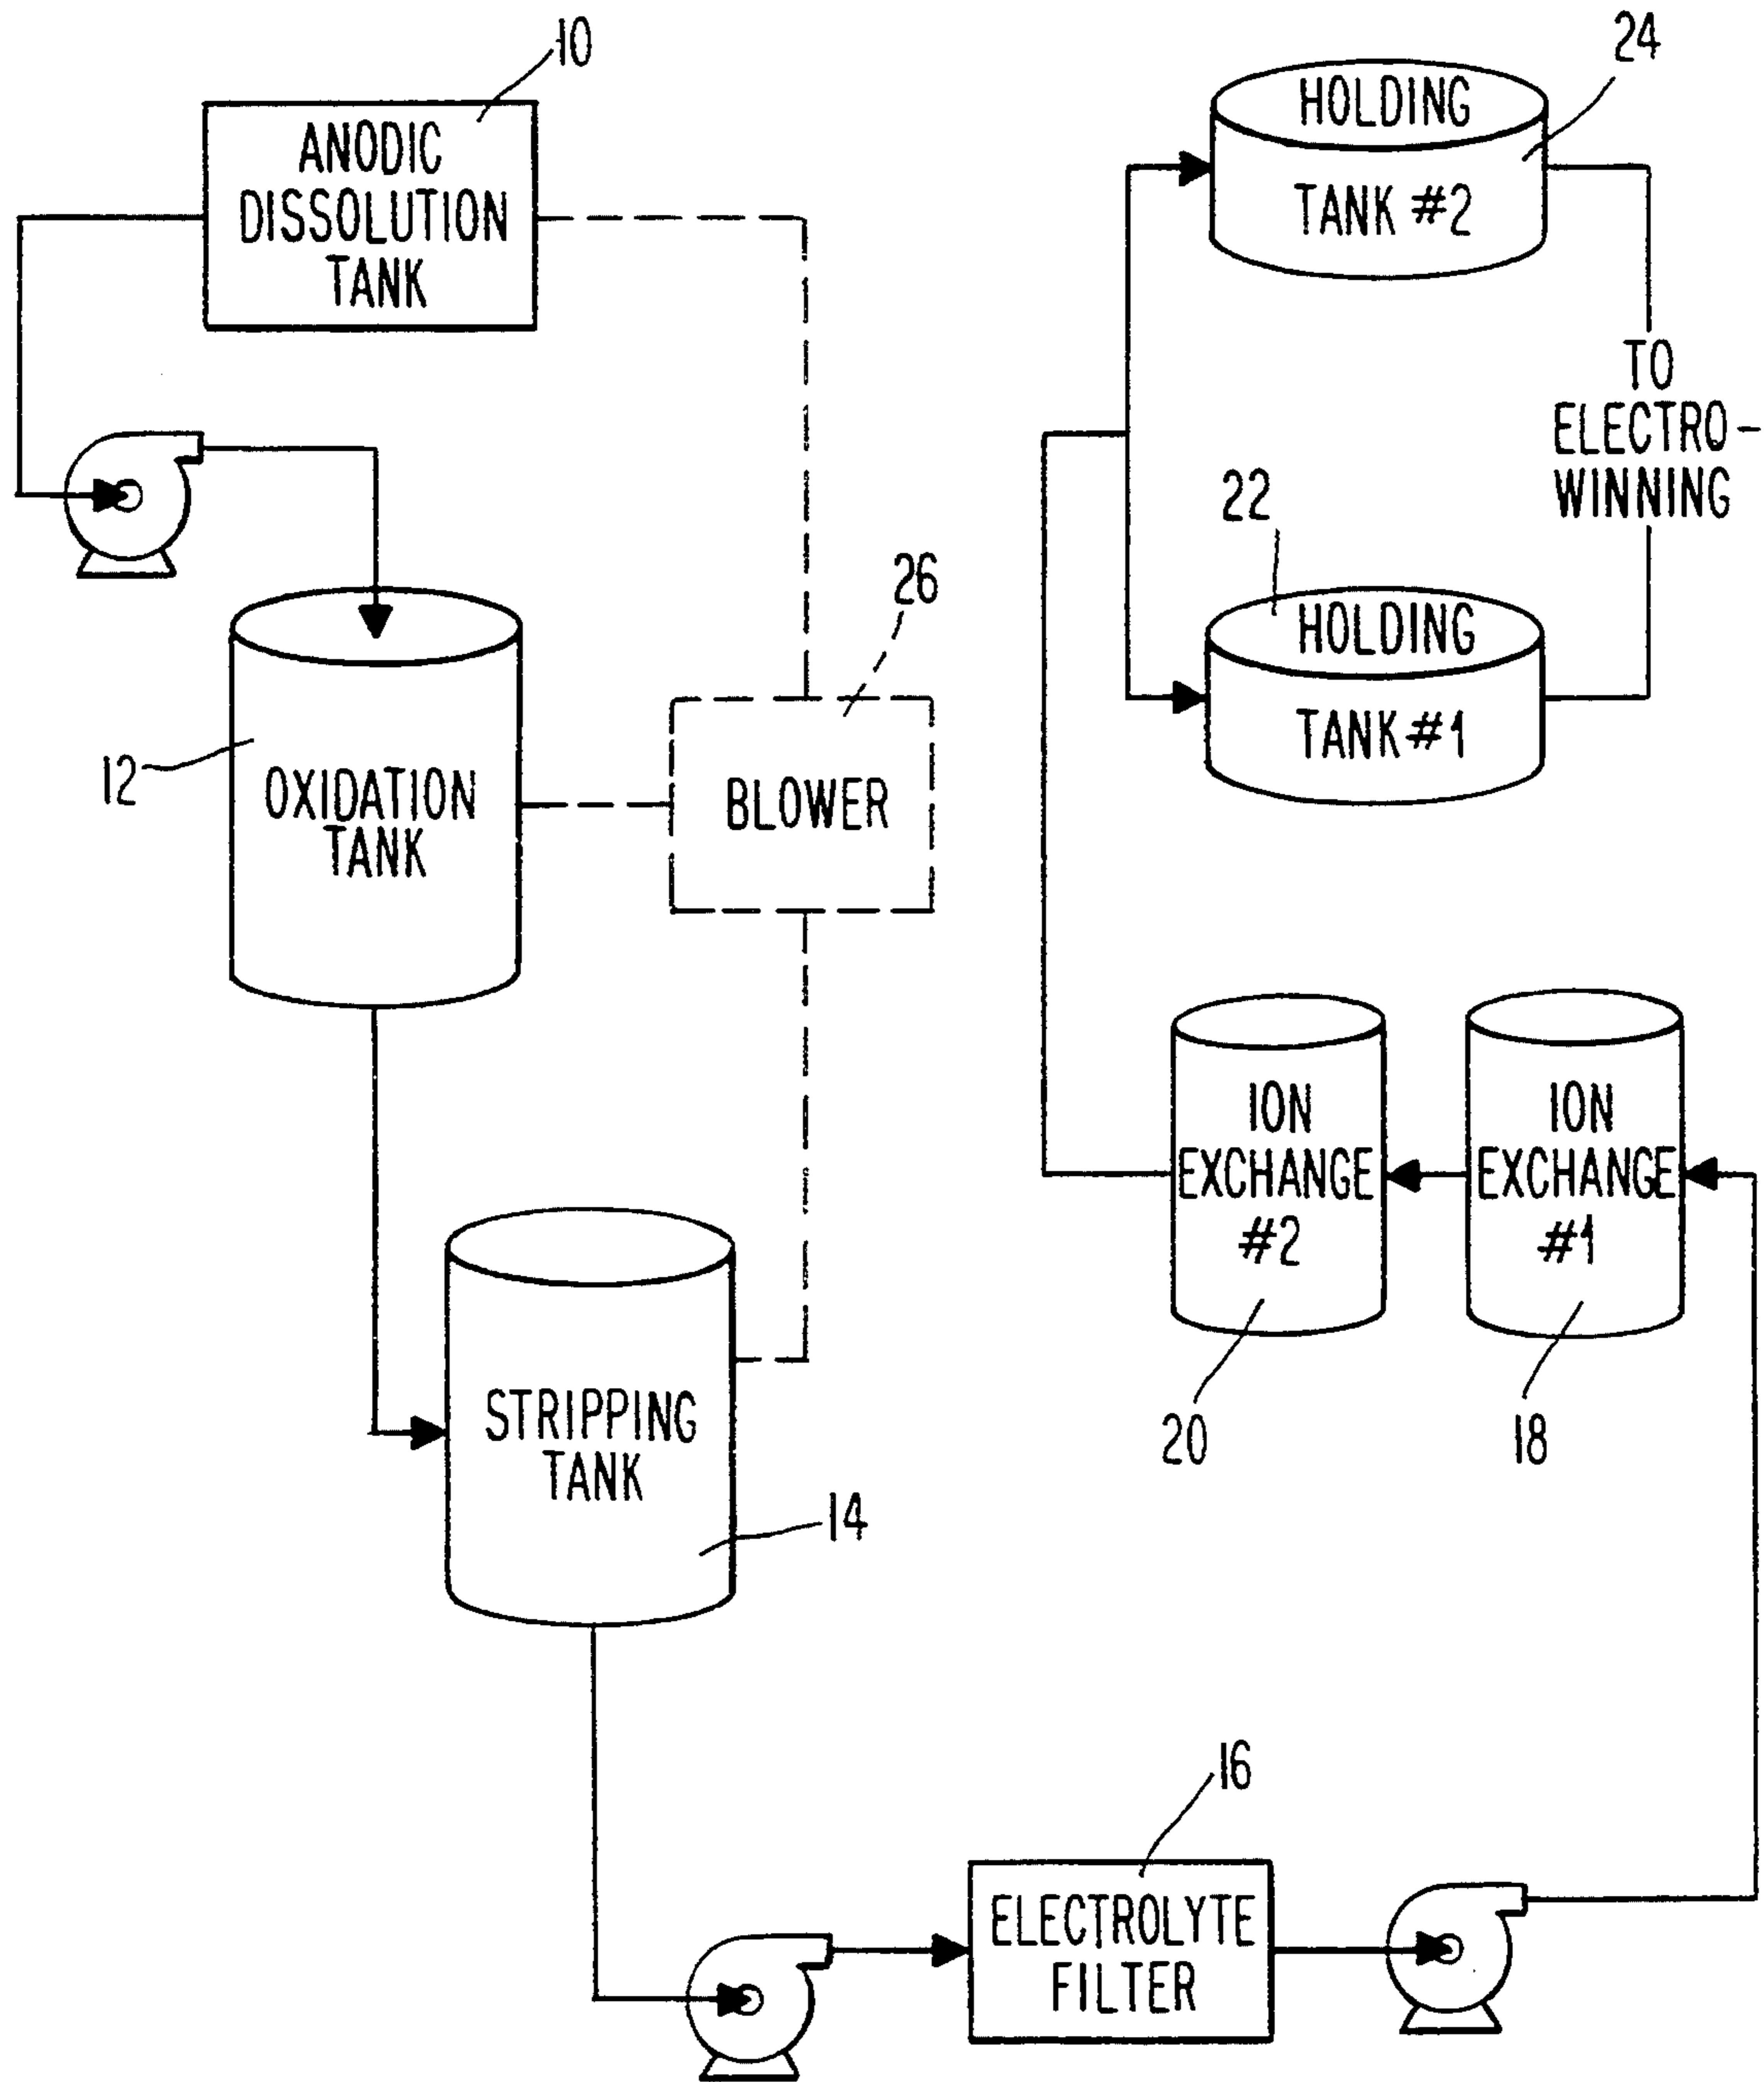 10
ANODIC
DISSOLUTION
TANK
24
HOLDING
TANK #2
TO
ELECTRO-
WINNING
22
HOLDING
TANK #1
26
BLOWER
12
OXIDATION
TANK
ION
EXCHANGE
#2
ION
EXCHANGE
#1
20
18
STRIPPING
TANK
14
16
ELECTROLYTE
FILTER